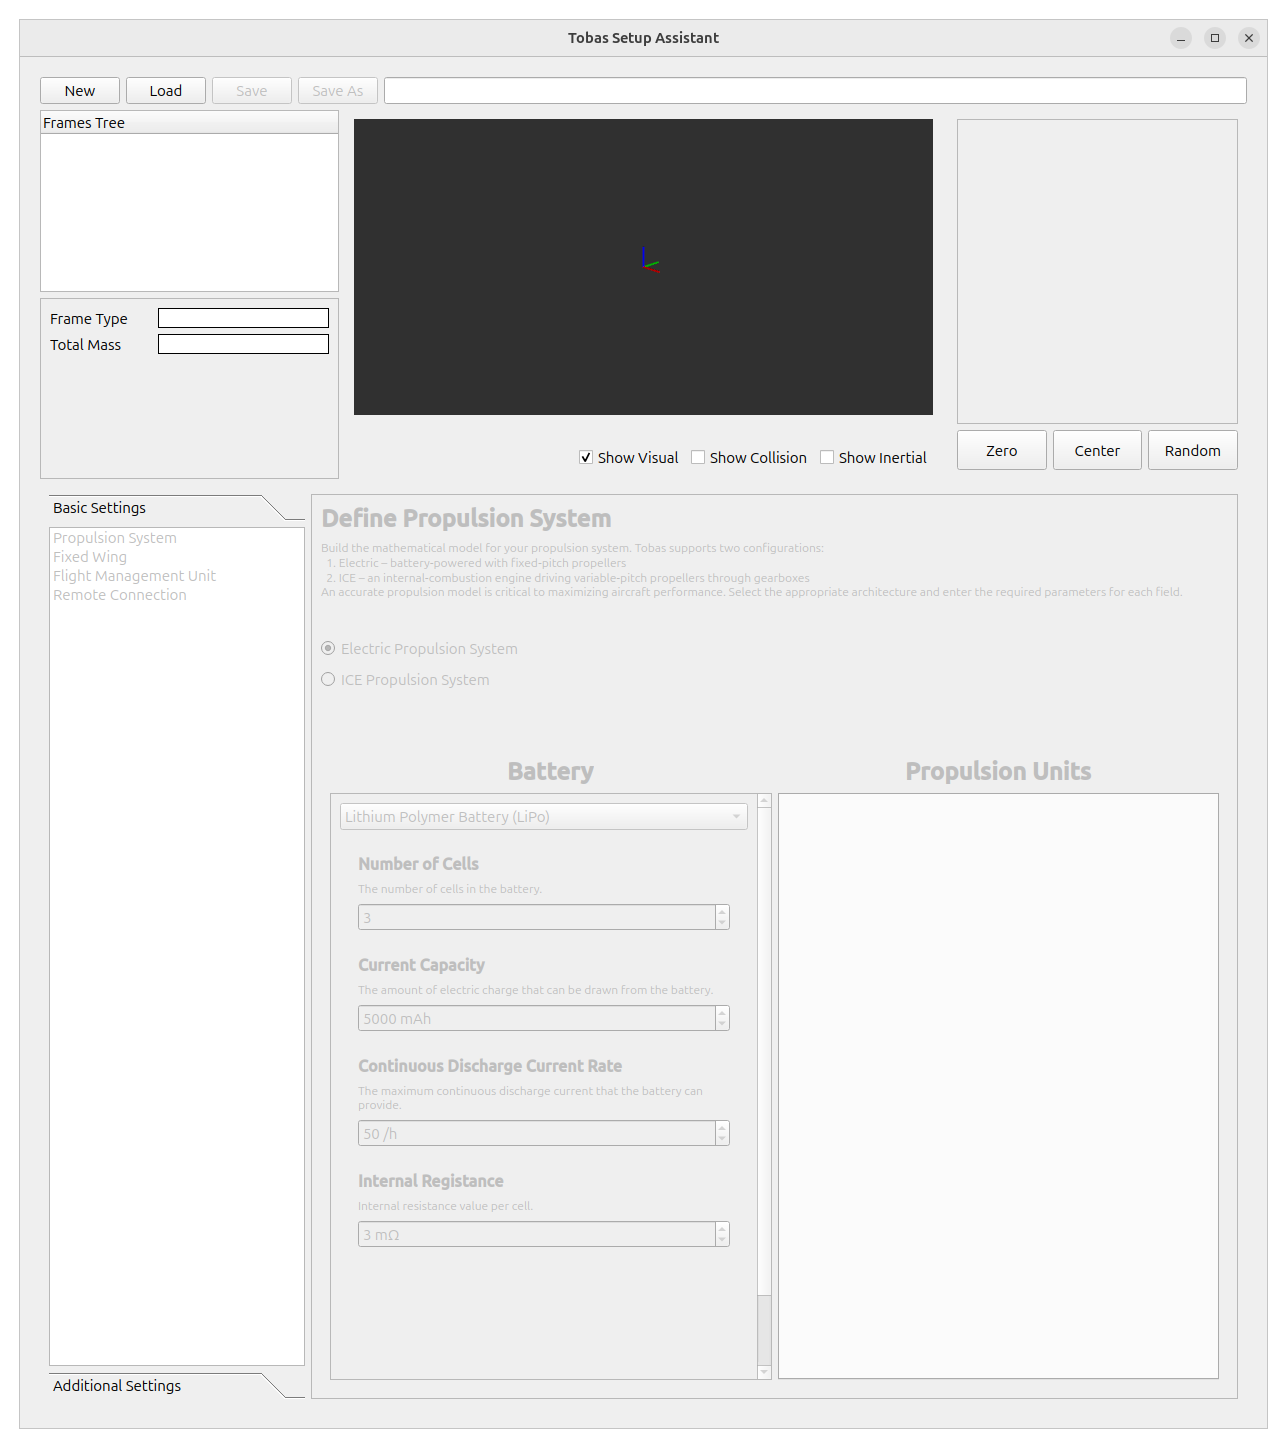 Tobas Setup Assistant
New
Load
Save
Save As
Frames Tree
Frame Type
Total Mass
Show Visual
Show Collision
Show Inertial
Zero
Center
Random
Basic Settings
Propulsion System
Fixed Wing
Flight Management Unit
Remote Connection
Additional Settings
Define Propulsion System
Build the mathematical model for your propulsion system. Tobas supports two configurations:
1. Electric – battery-powered with fixed-pitch propellers
2. ICE – an internal-combustion engine driving variable-pitch propellers through gearboxes
An accurate propulsion model is critical to maximizing aircraft performance. Select the appropriate architecture and enter the required parameters for each field.
Electric Propulsion System
ICE Propulsion System
Battery
Lithium Polymer Battery (LiPo)
Number of Cells
The number of cells in the battery.
3
Current Capacity
The amount of electric charge that can be drawn from the battery.
5000 mAh
Continuous Discharge Current Rate
The maximum continuous discharge current that the battery can
provide.
50 /h
Internal Registance
Internal resistance value per cell.
3 mΩ
Propulsion Units